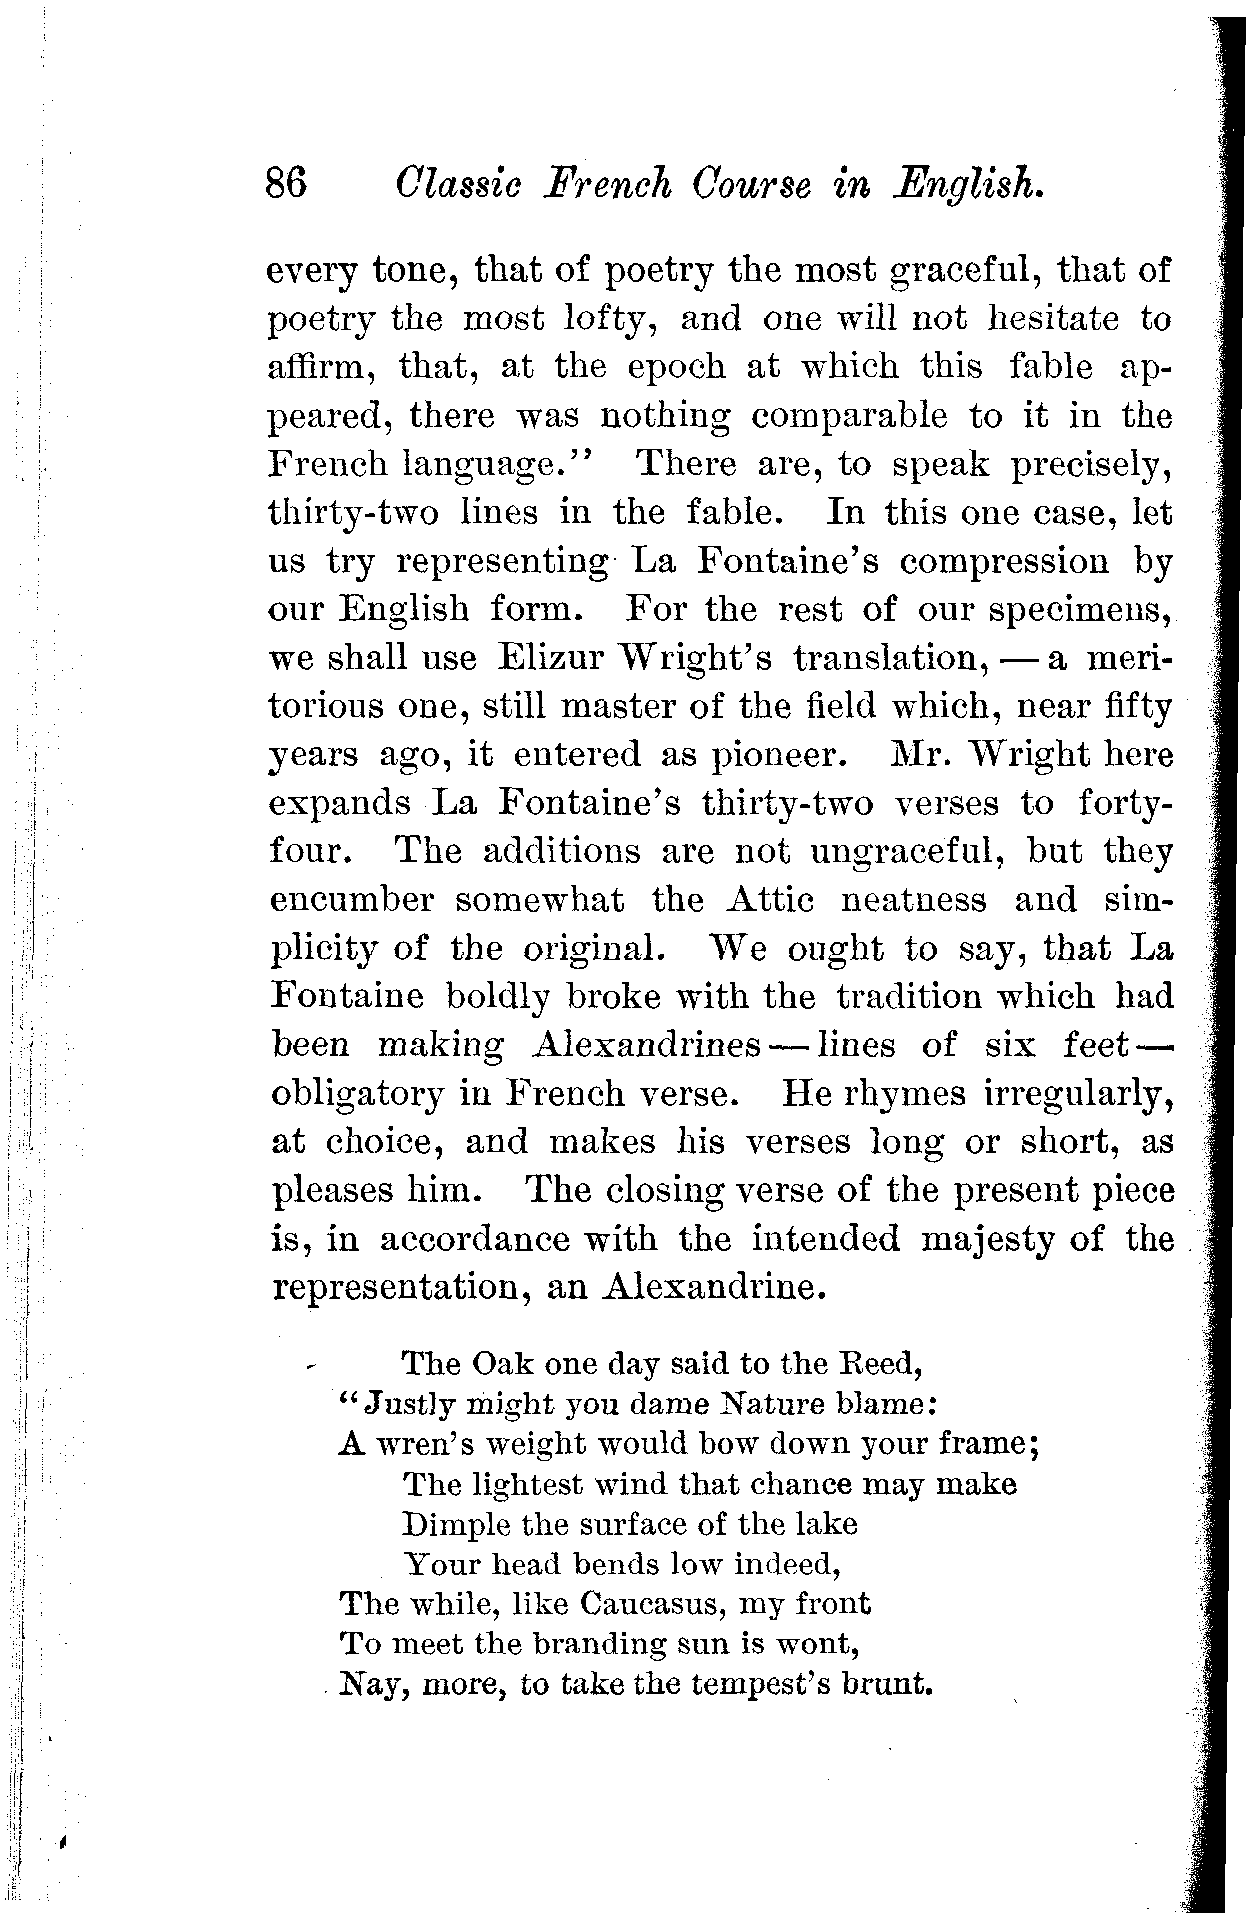 86 Classic French Course in English.
every tone, that of poetry the most graceful, that of
poetry the most lofty, and one will not hesitate to
affirm, that, at the epoch at which this fable ap-
peared, there was nothing comparable to it in the
French language.'' There are, to speak precisely,
thirty-two lines in the fable. In this one case, let
us try representing La Fontaine's compression by
our English form. For the rest of our specimens,
we shall use Elizur Wright's translation, — a meri-
torious one, still master of the field which, near fifty
years ago, it entered as pioneer. Mr. Wright here
expands La Fontaine's thirty-two verses to forty-
four. The additions are not ungraceful, but they
encumber somewhat the Attic neatness and sim-
plicity of the original. We ought to say, that La
Fontaine boldly broke with the tradition which had
been making Alexandrines — lines of six feet —
obligatory in French verse. He rhymes irregularly,
at choice, and makes his verses long or short, as
pleases him. The closing verse of the present piece
is, in accordance with the intended majesty of the
representation, an Alexandrine.
The Oak one day said to the Reed,
“Justly might you dame Nature blame:
A wren's weight would bow down your frame;
The lightest wind that chance may make
Dimple the surface of the lake
Your head bends low indeed,
The while, like Caucasus, my front
To meet the branding sun is wont,
Nay, more, to take the tempest's brunt.